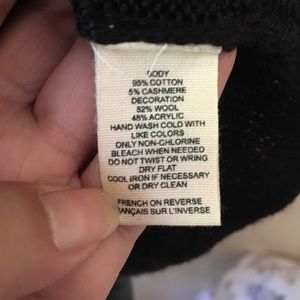 BODY
95% COTTON
5% CASHMERE
DECORATION
52% WOOL
48% ACRYLIC
HAND WASH COLD WITH
LIKE COLORS
ONLY NON-CHLORINE
BLEACH WHEN NEEDED
DO NOT TWIST OR WRING
DRY FLAT
COOL IRON IF NECESSARY
OR DRY CLEAN
FRENCH ON REVERSE
FRANÇAIS SUR L'INVERSE